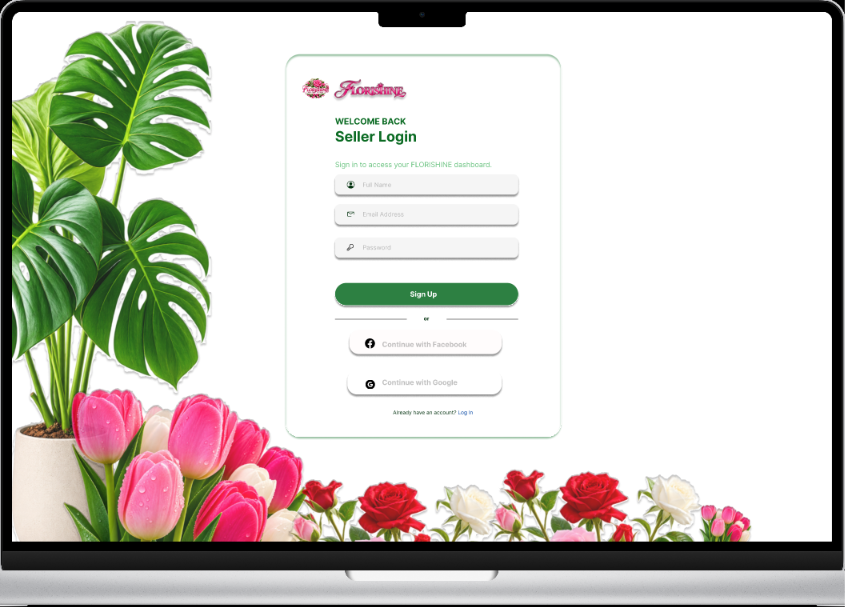 FLORISHINE
WELCOME BACK
Seller Login
Sign in to access your FLORISHINE dashboard.
Full Name
Email Address
Password
Sign Up
or
Continue with Facebook
Continue with Google
Already have an account? Log In